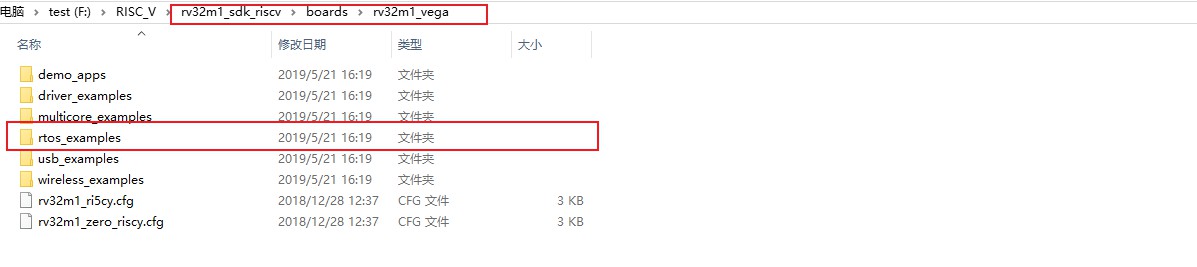 电脑 > test (F:) > RISC_V > rv32m1_sdk_riscv > boards > rv32m1_vega
名称 修改日期 类型 大小
demo_apps 2019/5/21 16:19 文件夹
driver_examples 2019/5/21 16:19 文件夹
multicore_examples 2019/5/21 16:19 文件夹
rtos_examples 2019/5/21 16:19 文件夹
usb_examples 2019/5/21 16:19 文件夹
wireless_examples 2019/5/21 16:19 文件夹
rv32m1_ri5cy.cfg 2018/12/28 12:37 CFG 文件 3 KB
rv32m1_zero_riscy.cfg 2018/12/28 12:37 CFG 文件 3 KB